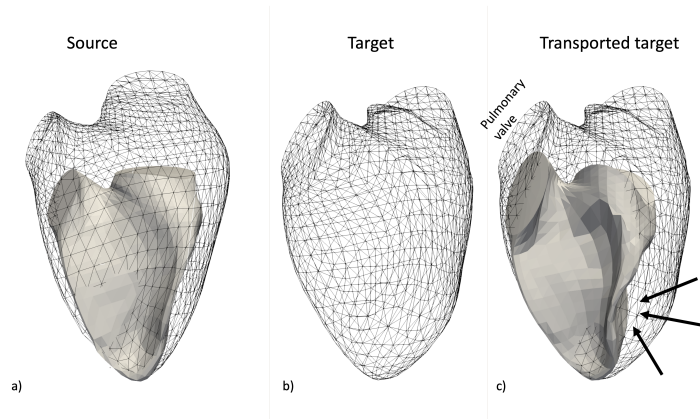 Source
Target
Transported target
Pulmonary
valve
a)
b)
c)